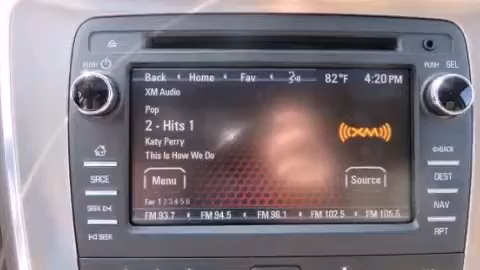 PUSH
PUSH SEL
Back Home Fav 82°F 4:20 PM
XM Audio
Pop
2 - Hits 1
Katy Perry
This Is How We Do
((XM))
Menu Source
Fav 1 2 3 4 5 6
FM 93.7 FM 94.5 FM 96.1 FM 102.5 FM 105.5
SRCE
SEEK
SEEK
BACK
DEST
NAV
RPT